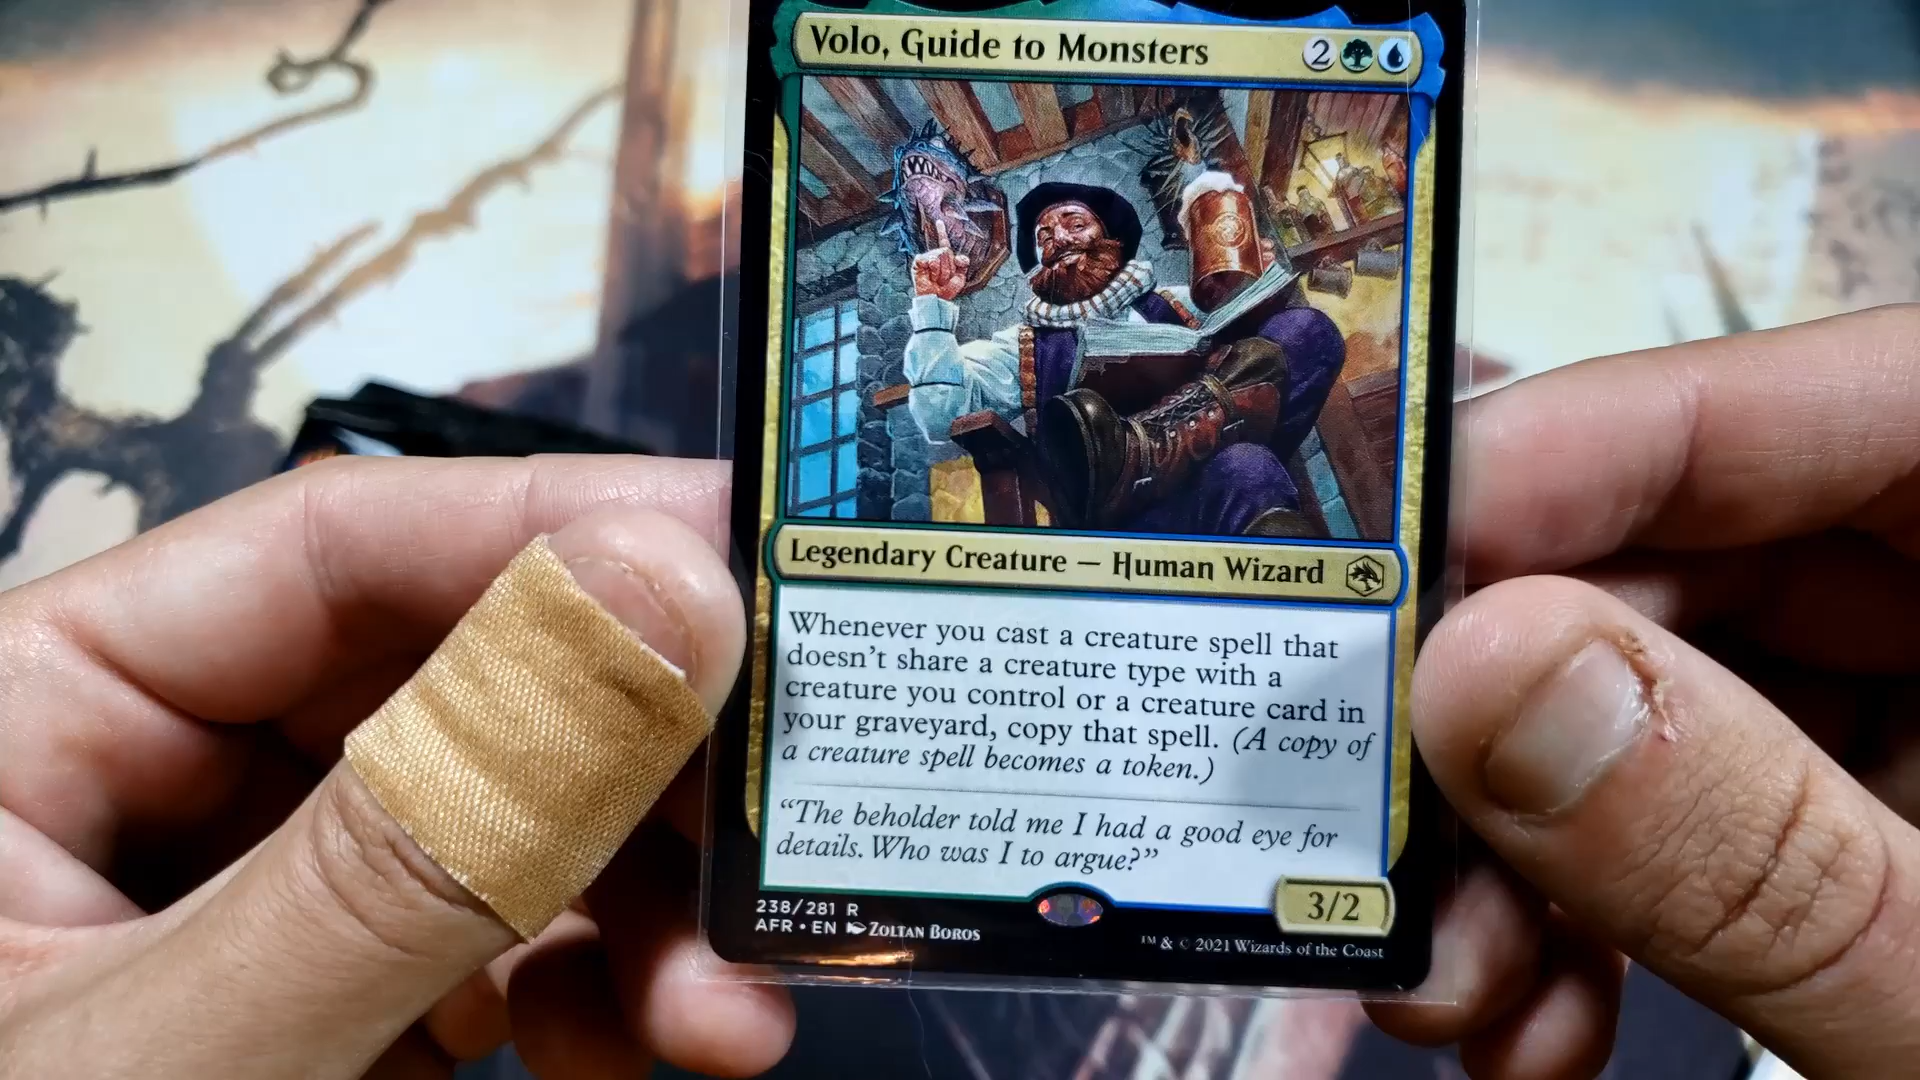 Volo, Guide to Monsters 2
Legendary Creature — Human Wizard
Whenever you cast a creature spell that
doesn't share a creature type with a
creature you control or a creature card in
your graveyard, copy that spell. (A copy of
a creature spell becomes a token.)
“The beholder told me I had a good eye for
details. Who was I to argue?”
3/2
238/281 R
AFR • EN Zoltan Boros
™ & © 2021 Wizards of the Coast